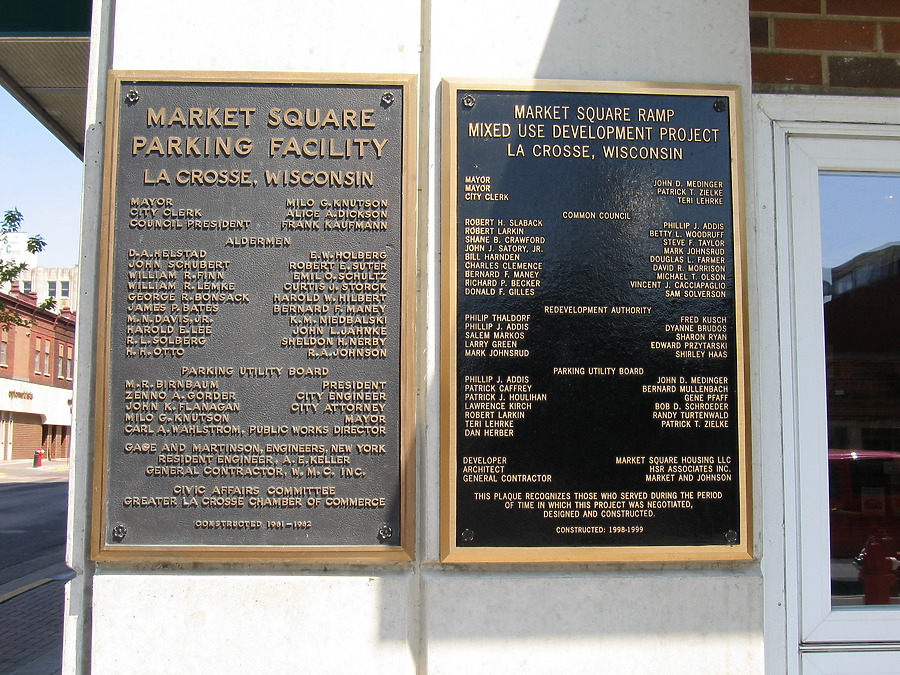 MARKET SQUARE
PARKING FACILITY
LA CROSSE, WISCONSIN
MAYOR MILO G. KNUTSON
CITY CLERK ALICE A. DICKSON
COUNCIL PRESIDENT FRANK KAUFMANN
ALDERMEN
D. A. HELSTAD E. W. HOLBERG
JOHN SCHUBERT ROBERT E. SUTER
WILLIAM R. FINN EMIL O. SCHULTZ
WILLIAM R. LEMKE CURTIS J. STORCK
GEORGE R. BONSACK HAROLD W. HILBERT
JAMES P. BATES BERNARD F. MANEY
M. N. DAVIS, JR. K. M. NIEDBALSKI
HAROLD E. LEE JOHN L. JAHNKE
R. L. SOLBERG SHELDON H. NERBY
H. H. OTTO R. A. JOHNSON
PARKING UTILITY BOARD
M. R. BIRNBAUM PRESIDENT
ZENNO A. GORDER CITY ENGINEER
JOHN K. FLANAGAN CITY ATTORNEY
MILO G. KNUTSON MAYOR
CARL A. WAHLSTROM, PUBLIC WORKS DIRECTOR
GAGE AND MARTINSON, ENGINEERS, NEW YORK
RESIDENT ENGINEER, A. E. KELLER
GENERAL CONTRACTOR, W. M. C. INC.
CIVIC AFFAIRS COMMITTEE
GREATER LA CROSSE CHAMBER OF COMMERCE
CONSTRUCTED 1961-1962
MARKET SQUARE RAMP
MIXED USE DEVELOPMENT PROJECT
LA CROSSE, WISCONSIN
MAYOR JOHN D. MEDINGER
MAYOR PATRICK T. ZIELKE
CITY CLERK TERI LEHRKE
COMMON COUNCIL
ROBERT H. SLABACK PHILLIP J. ADDIS
ROBERT LARKIN BETTY L. WOODRUFF
SHANE B. CRAWFORD STEVE F. TAYLOR
JOHN J. SATORY, JR. MARK JOHNSRUD
BILL HARNDEN DOUGLAS L. FARMER
CHARLES CLEMENCE DAVID R. MORRISON
BERNARD F. MANEY MICHAEL T. OLSON
RICHARD P. BECKER VINCENT J. CACCIAPAGLIO
DONALD F. GILLES SAM SOLVERSON
REDEVELOPMENT AUTHORITY
PHILIP THALDORF FRED KUSCH
PHILLIP J. ADDIS DYANNE BRUDOS
SALEM MARKOS SHARON RYAN
LARRY GREEN EDWARD PRZYTARSKI
MARK JOHNSRUD SHIRLEY HAAS
PARKING UTILITY BOARD
PHILLIP J. ADDIS JOHN D. MEDINGER
PATRICK CAFFREY BERNARD MULLENBACH
PATRICK J. HOULIHAN GENE PFAFF
LAWRENCE KIRCH BOB D. SCHROEDER
ROBERT LARKIN RANDY TURTENWALD
TERI LEHRKE PATRICK T. ZIELKE
DAN HERBER
DEVELOPER MARKET SQUARE HOUSING LLC
ARCHITECT HSR ASSOCIATES INC.
GENERAL CONTRACTOR MARKET AND JOHNSON
THIS PLAQUE RECOGNIZES THOSE WHO SERVED DURING THE PERIOD
OF TIME IN WHICH THIS PROJECT WAS NEGOTIATED,
DESIGNED AND CONSTRUCTED.
CONSTRUCTED: 1998-1999